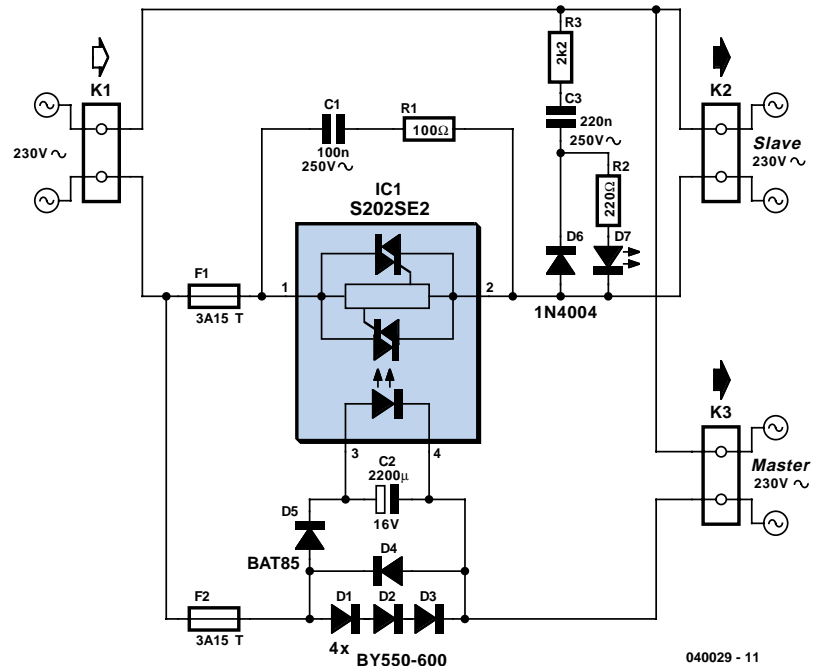 R3
2k2
K1
K2
C1
R1
C3
100Ω
220n
100n
250V~
250V~
R2
Slave
230V~
230V~
IC1
S202SE2
220Ω
D6
D7
F1
1
2
3A15 T
1N4004
K3
3
4
C2
2200µ
Master
230V~
D5
16V
BAT85
D4
F2
D1
D2
D3
3A15 T
4x
BY550-600
040029 - 11